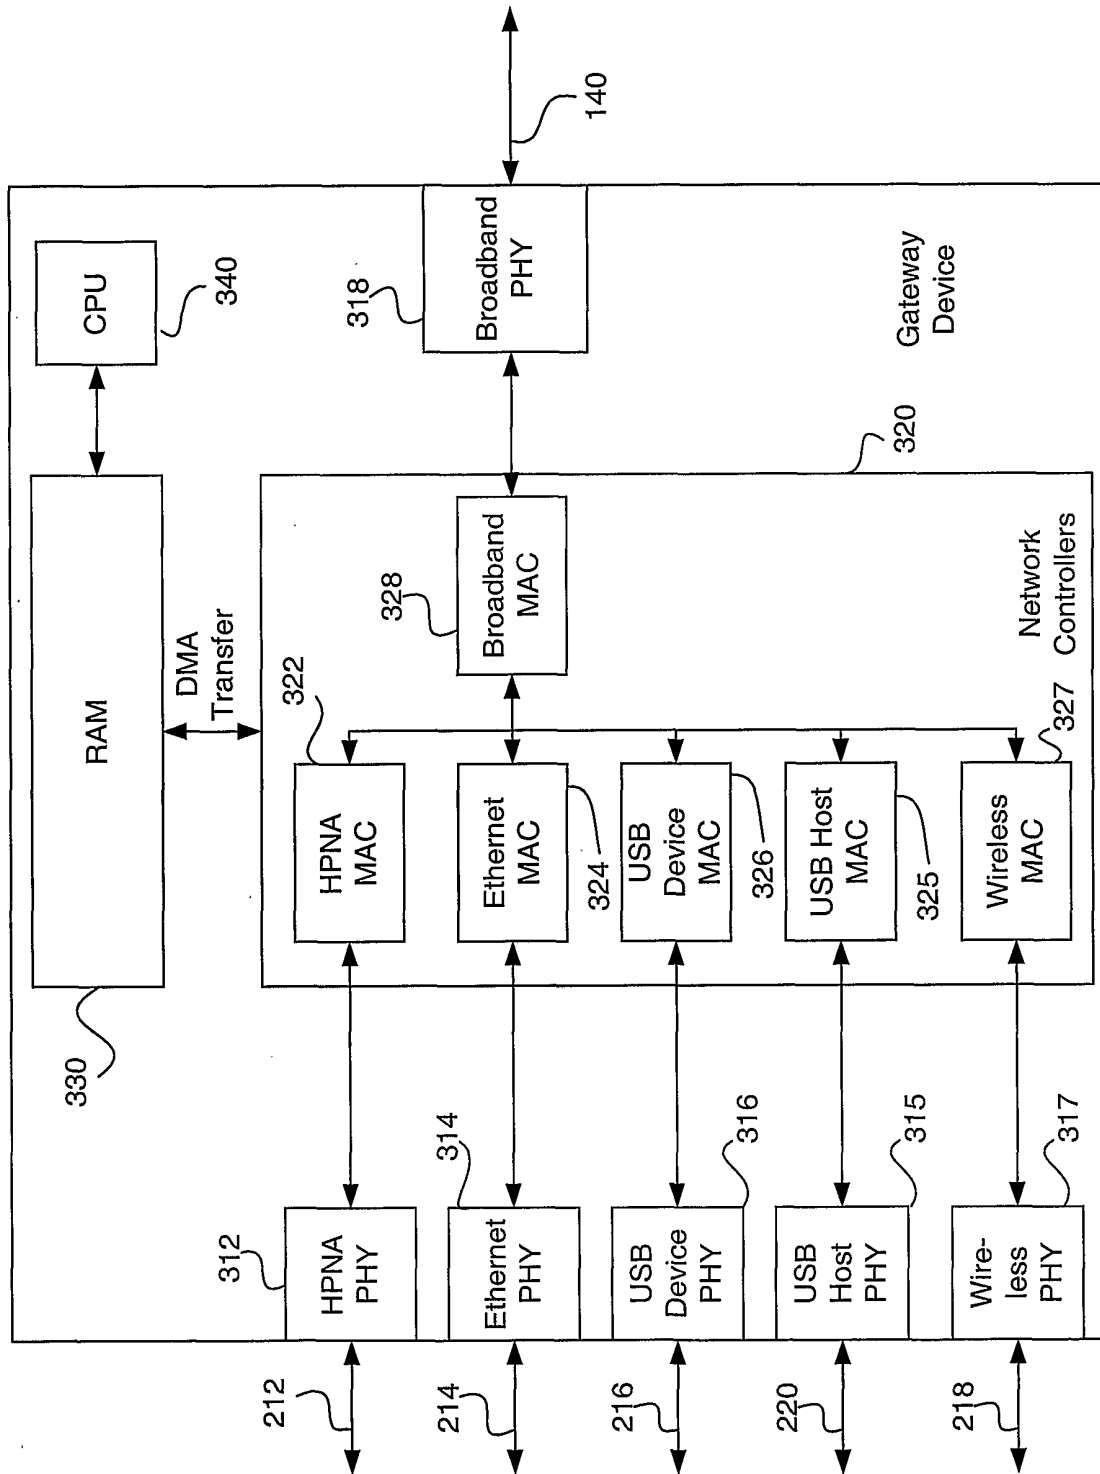 RAM
330
CPU
340
DMA
Transfer
312
HPNA
PHY
212
HPNA
MAC
322
314
Ethernet
PHY
214
Ethernet
MAC
324
328
Broadband
MAC
318
Broadband
PHY
140
USB
Device
PHY
316
216
USB
Device
MAC
326
USB
Host
PHY
315
220
USB Host
MAC
325
Wire-
less
PHY
317
218
Wireless
MAC
327
Network
Controllers
320
Gateway
Device